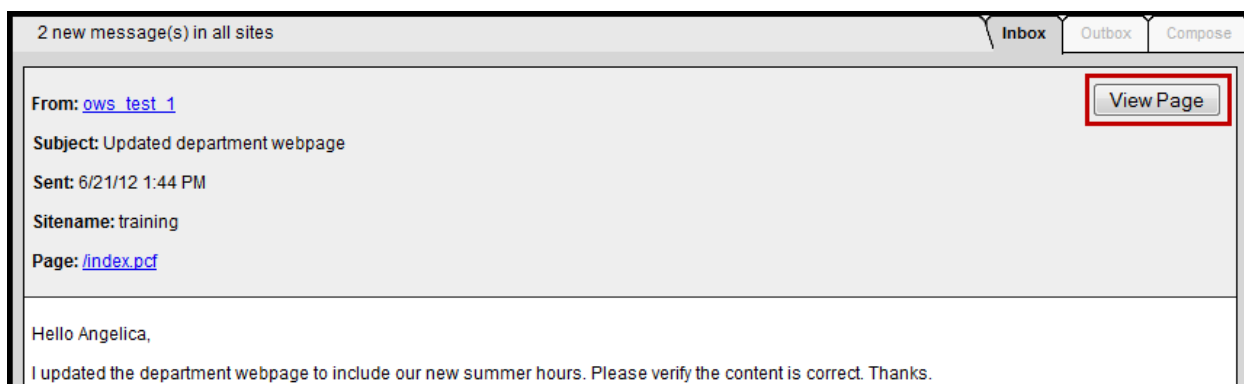 2 new message(s) in all sites
Inbox
Outbox
Compose
From: ows_test_1
View Page
Subject: Updated department webpage
Sent: 6/21/12 1:44 PM
Sitename: training
Page: /index.pcf
Hello Angelica,
I updated the department webpage to include our new summer hours. Please verify the content is correct. Thanks.